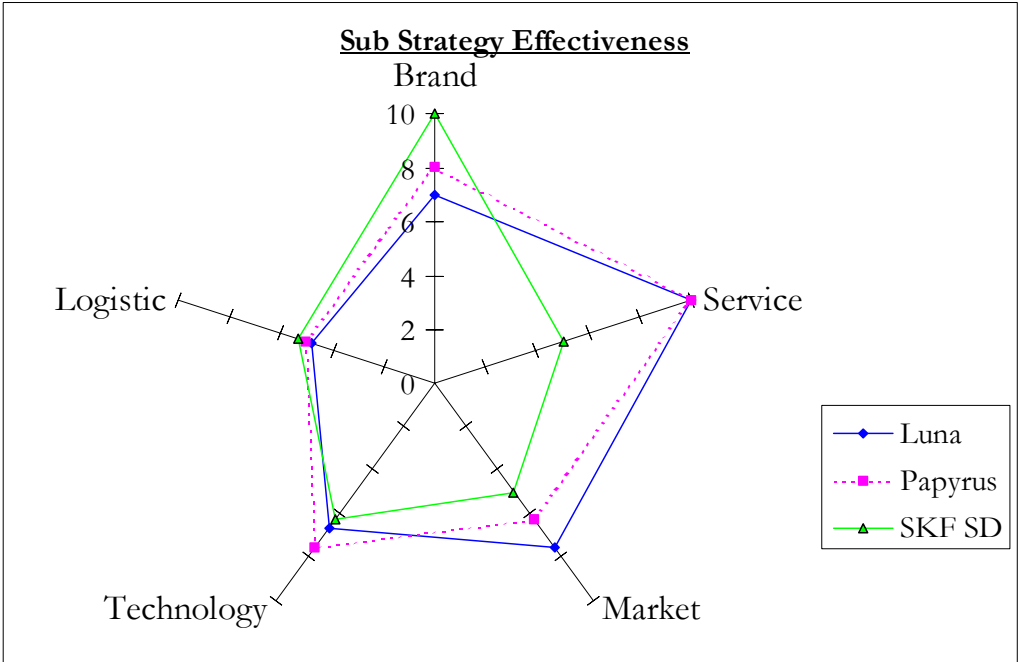 Sub Strategy Effectiveness
Brand
10
8
6
4
2
0
Service
Logistic
Technology
Market
Luna
Papyrus
SKF SD